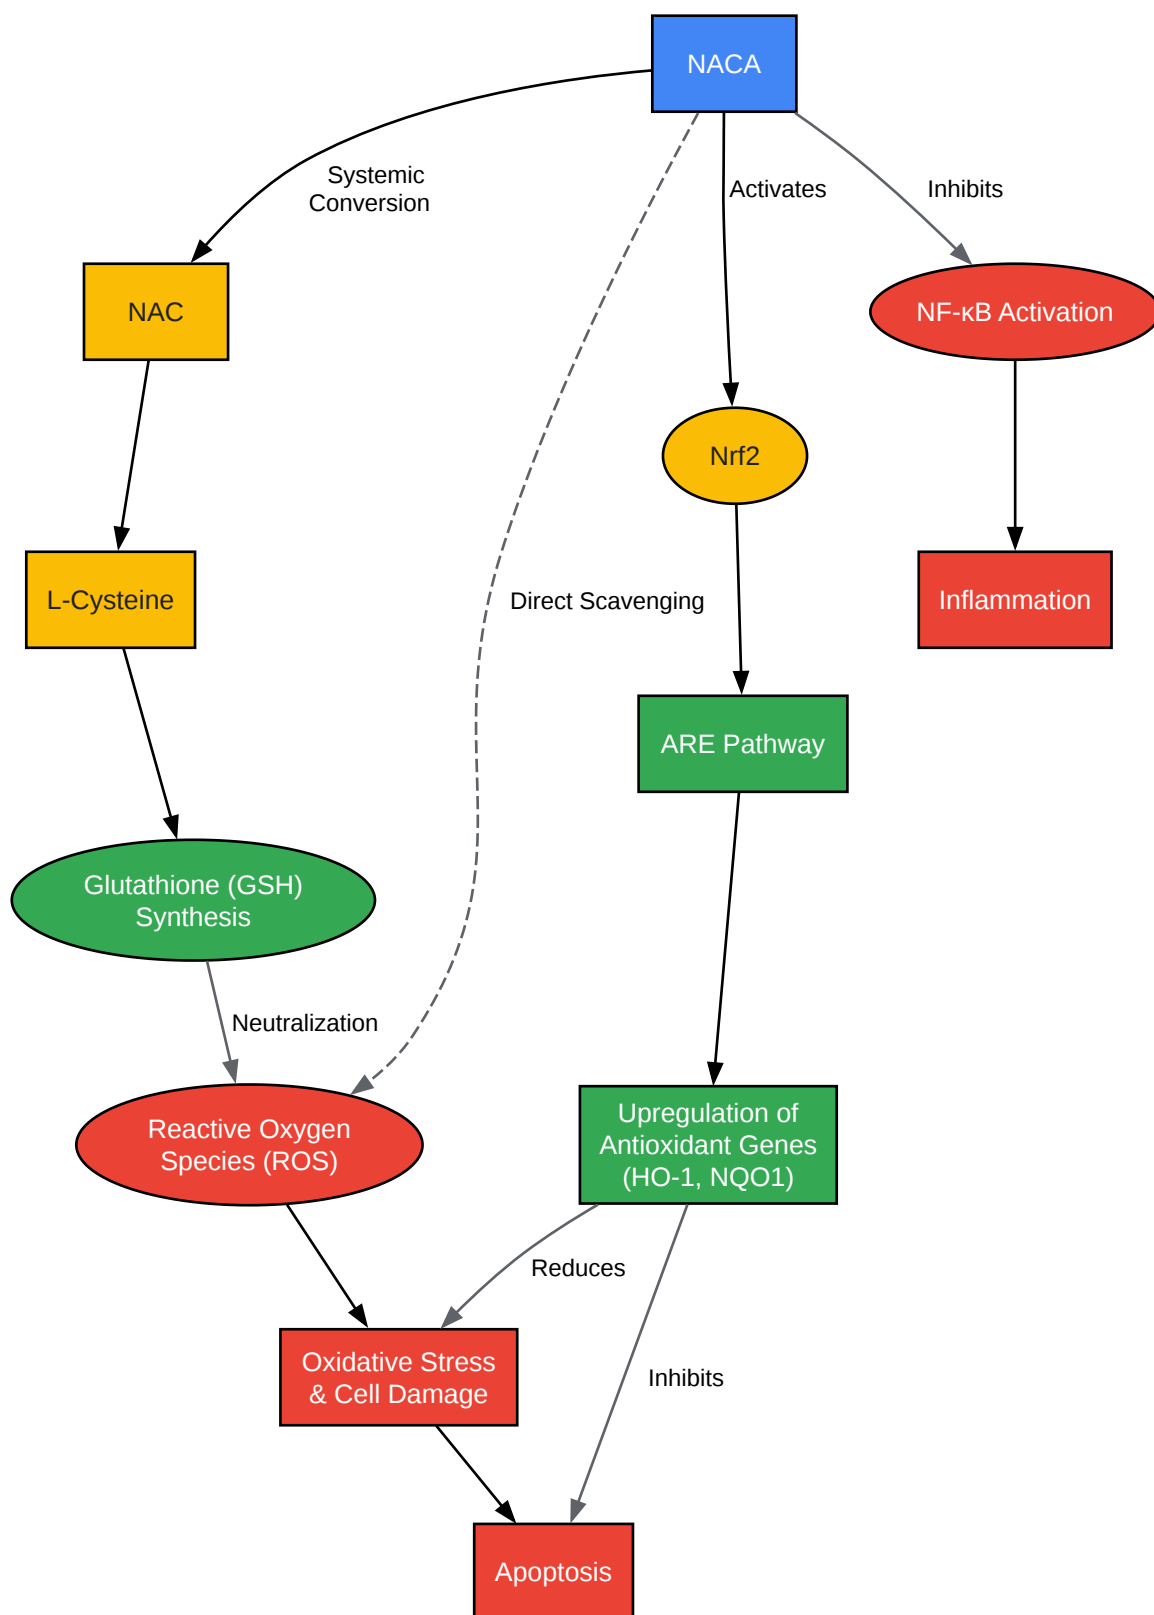 NACA
Systemic
Conversion
Activates
Inhibits
NAC
NF-κB Activation
Nrf2
L-Cysteine
Direct Scavenging
Inflammation
ARE Pathway
Glutathione (GSH)
Synthesis
Neutralization
Reactive Oxygen
Species (ROS)
Upregulation of
Antioxidant Genes
(HO-1, NQO1)
Reduces
Oxidative Stress
& Cell Damage
Inhibits
Apoptosis